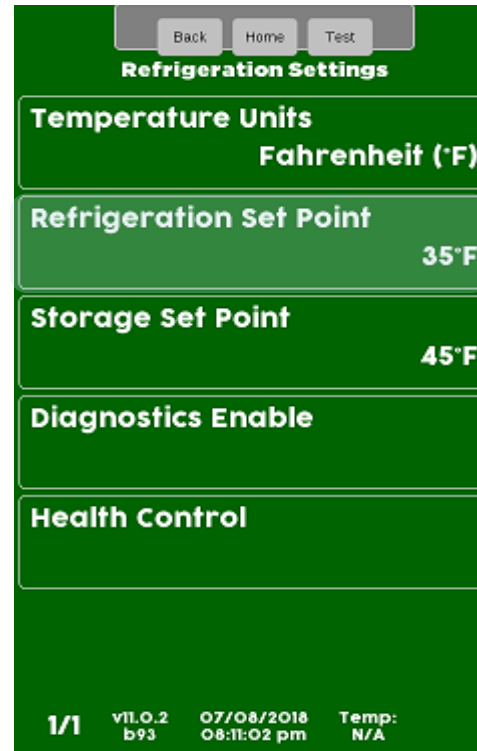 Back Home Test
Refrigeration Settings
Temperature Units
Fahrenheit (°F)
Refrigeration Set Point
35°F
Storage Set Point
45°F
Diagnostics Enable
Health Control
1/1 v11.0.2 07/08/2018 Temp:
b93 08:11:02 pm N/A